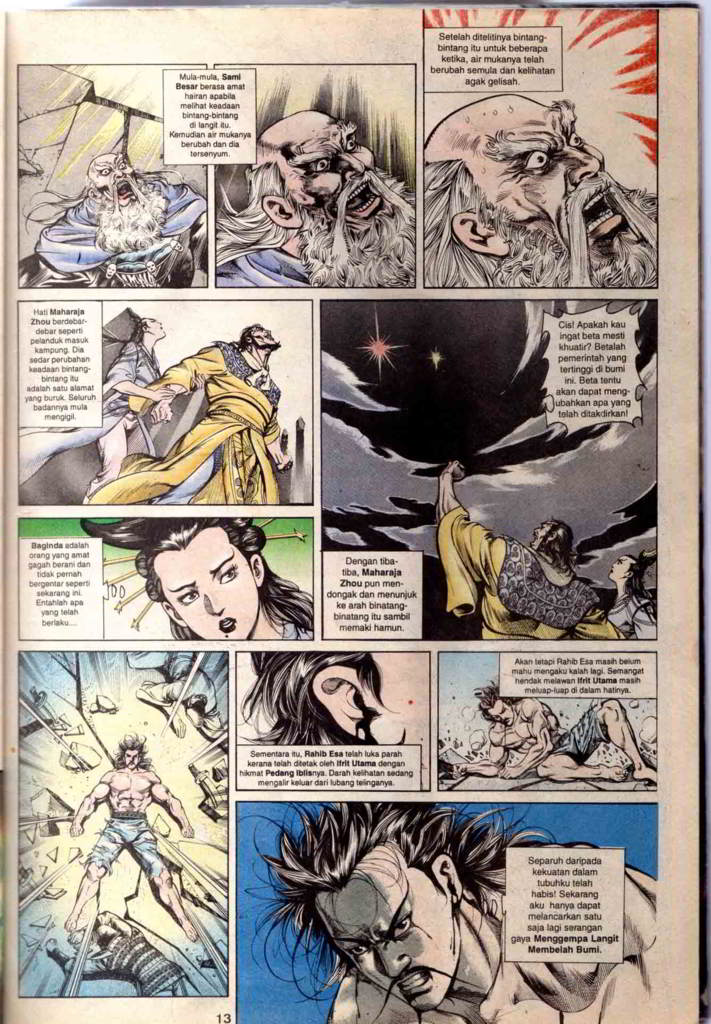 Mula-mula, Sami
Besar berasa amat
hairan apabila
melihat keadaan
bintang-bintang
di langit itu.
Kemudian air mukanya
berubah dan dia
tersenyum.
Setelah ditelitinya bintang-
bintang itu untuk beberapa
ketika, air mukanya telah
berubah semula dan kelihatan
agak gelisah.
Hati Maharaja
Zhou berdebar-
debar seperti
pelanduk masuk
kampung. Dia
sedar perubahan
keadaan bintang-
bintang itu
adalah satu alamat
yang buruk. Seluruh
badannya mula
mengigil.
Cis! Apakah kau
ingat beta mesti
khuatir? Betalah
pemerintah yang
tertinggi di bumi
ini. Beta tentu
akan meng-
ubahkan apa yang
telah ditakdirkan!
Dengan tiba-
tiba, Maharaja
Zhou pun men-
dongak dan menunjuk
ke arah binatang-
binatang itu sambil
memaki hamun.
Baginda adalah
orang yang amat
gagah berani dan
tidak pernah
bergentar seperti
sekarang ini.
Entahlah apa
yang telah
berlaku....
Sementara itu, Rahib Esa telah luka parah
kerana telah ditetak oleh Ifrit Utama dengan
hikmat Pedang Iblisnya. Darah kelihatan sedang
mengalir keluar dari lubang telinganya.
Akan tetapi Rahib Esa masih belum
mahu mengaku kalah lagi. Semangat
hendak melawan Ifrit Utama masih
meluap-luap di dalam hatinya.
Separuh daripada
kekuatan dalam
tubuhku telah
habis! Sekarang
aku hanya dapat
melancarkan satu
saja lagi serangan
gaya Menggempa Langit
Membelah Bumi.
13